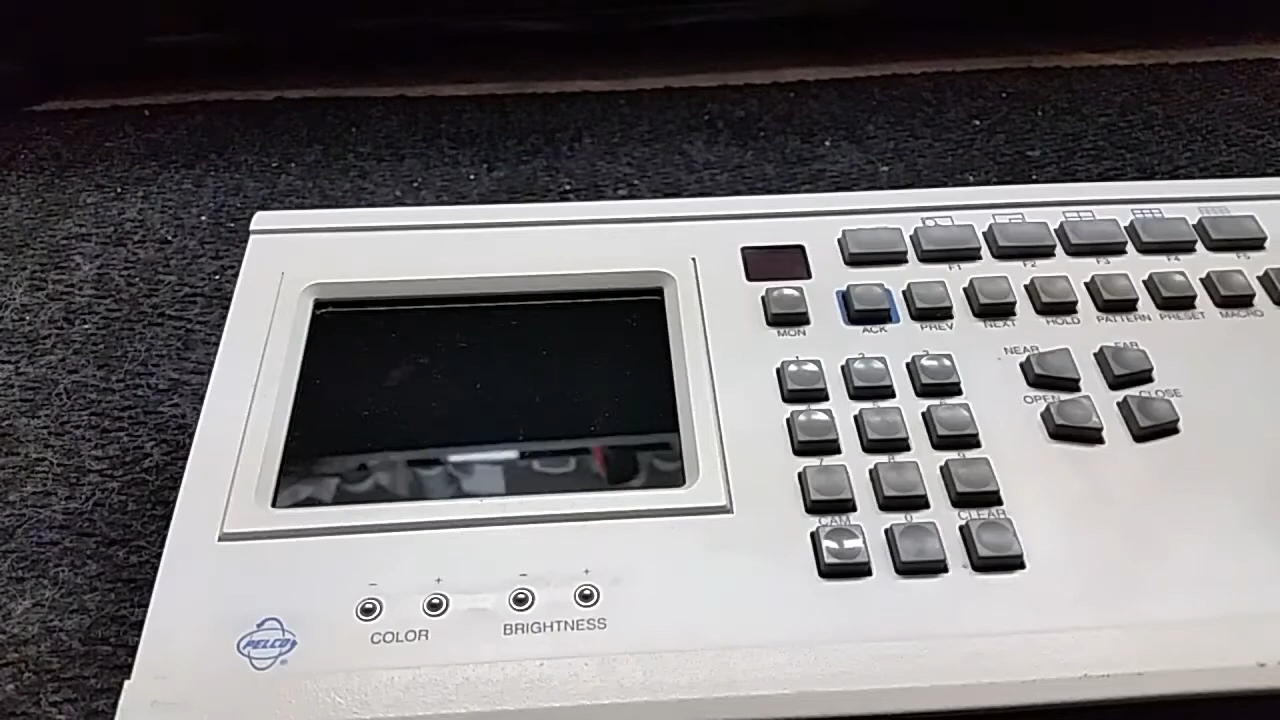 F1 F2 F3 F4 F5
MON ACK PREV NEXT HOLD PATTERN PRESET MACRO
1 2 3 NEAR FAR
4 5 6 OPEN CLOSE
7 8 9
CAM 0 CLEAR
- + - +
COLOR BRIGHTNESS
PELCO ®